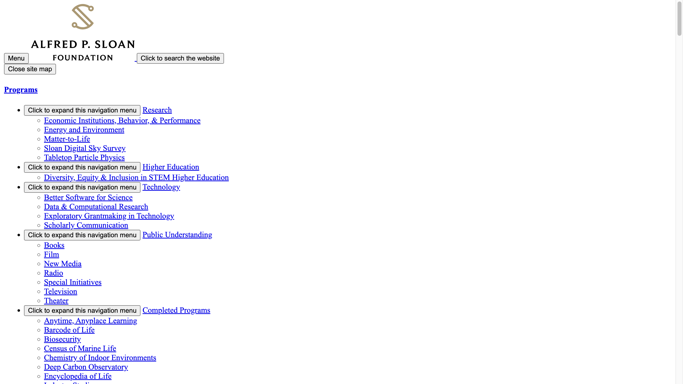 ALFRED P. SLOAN
FOUNDATION
Menu
Click to search the website
Close site map
Programs
Click to expand this navigation menu Research
Economic Institutions, Behavior, & Performance
Energy and Environment
Matter-to-Life
Sloan Digital Sky Survey
Tabletop Particle Physics
Click to expand this navigation menu Higher Education
Diversity, Equity & Inclusion in STEM Higher Education
Click to expand this navigation menu Technology
Better Software for Science
Data & Computational Research
Exploratory Grantmaking in Technology
Scholarly Communication
Click to expand this navigation menu Public Understanding
Books
Film
New Media
Radio
Special Initiatives
Television
Theater
Click to expand this navigation menu Completed Programs
Anytime, Anyplace Learning
Barcode of Life
Biosecurity
Census of Marine Life
Chemistry of Indoor Environments
Deep Carbon Observatory
Encyclopedia of Life